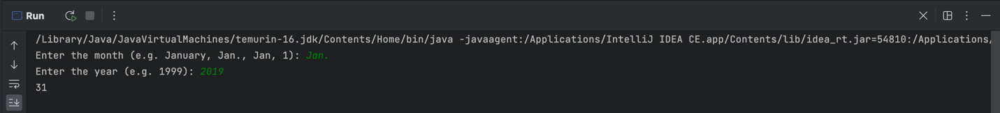 Run
/Library/Java/JavaVirtualMachines/temurin-16.jdk/Contents/Home/bin/java -javaagent:/Applications/IntelliJ IDEA CE.app/Contents/lib/idea_rt.jar=54810:/Applications/
Enter the month (e.g. January, Jan., Jan, 1): Jan.
Enter the year (e.g. 1999): 2019
31